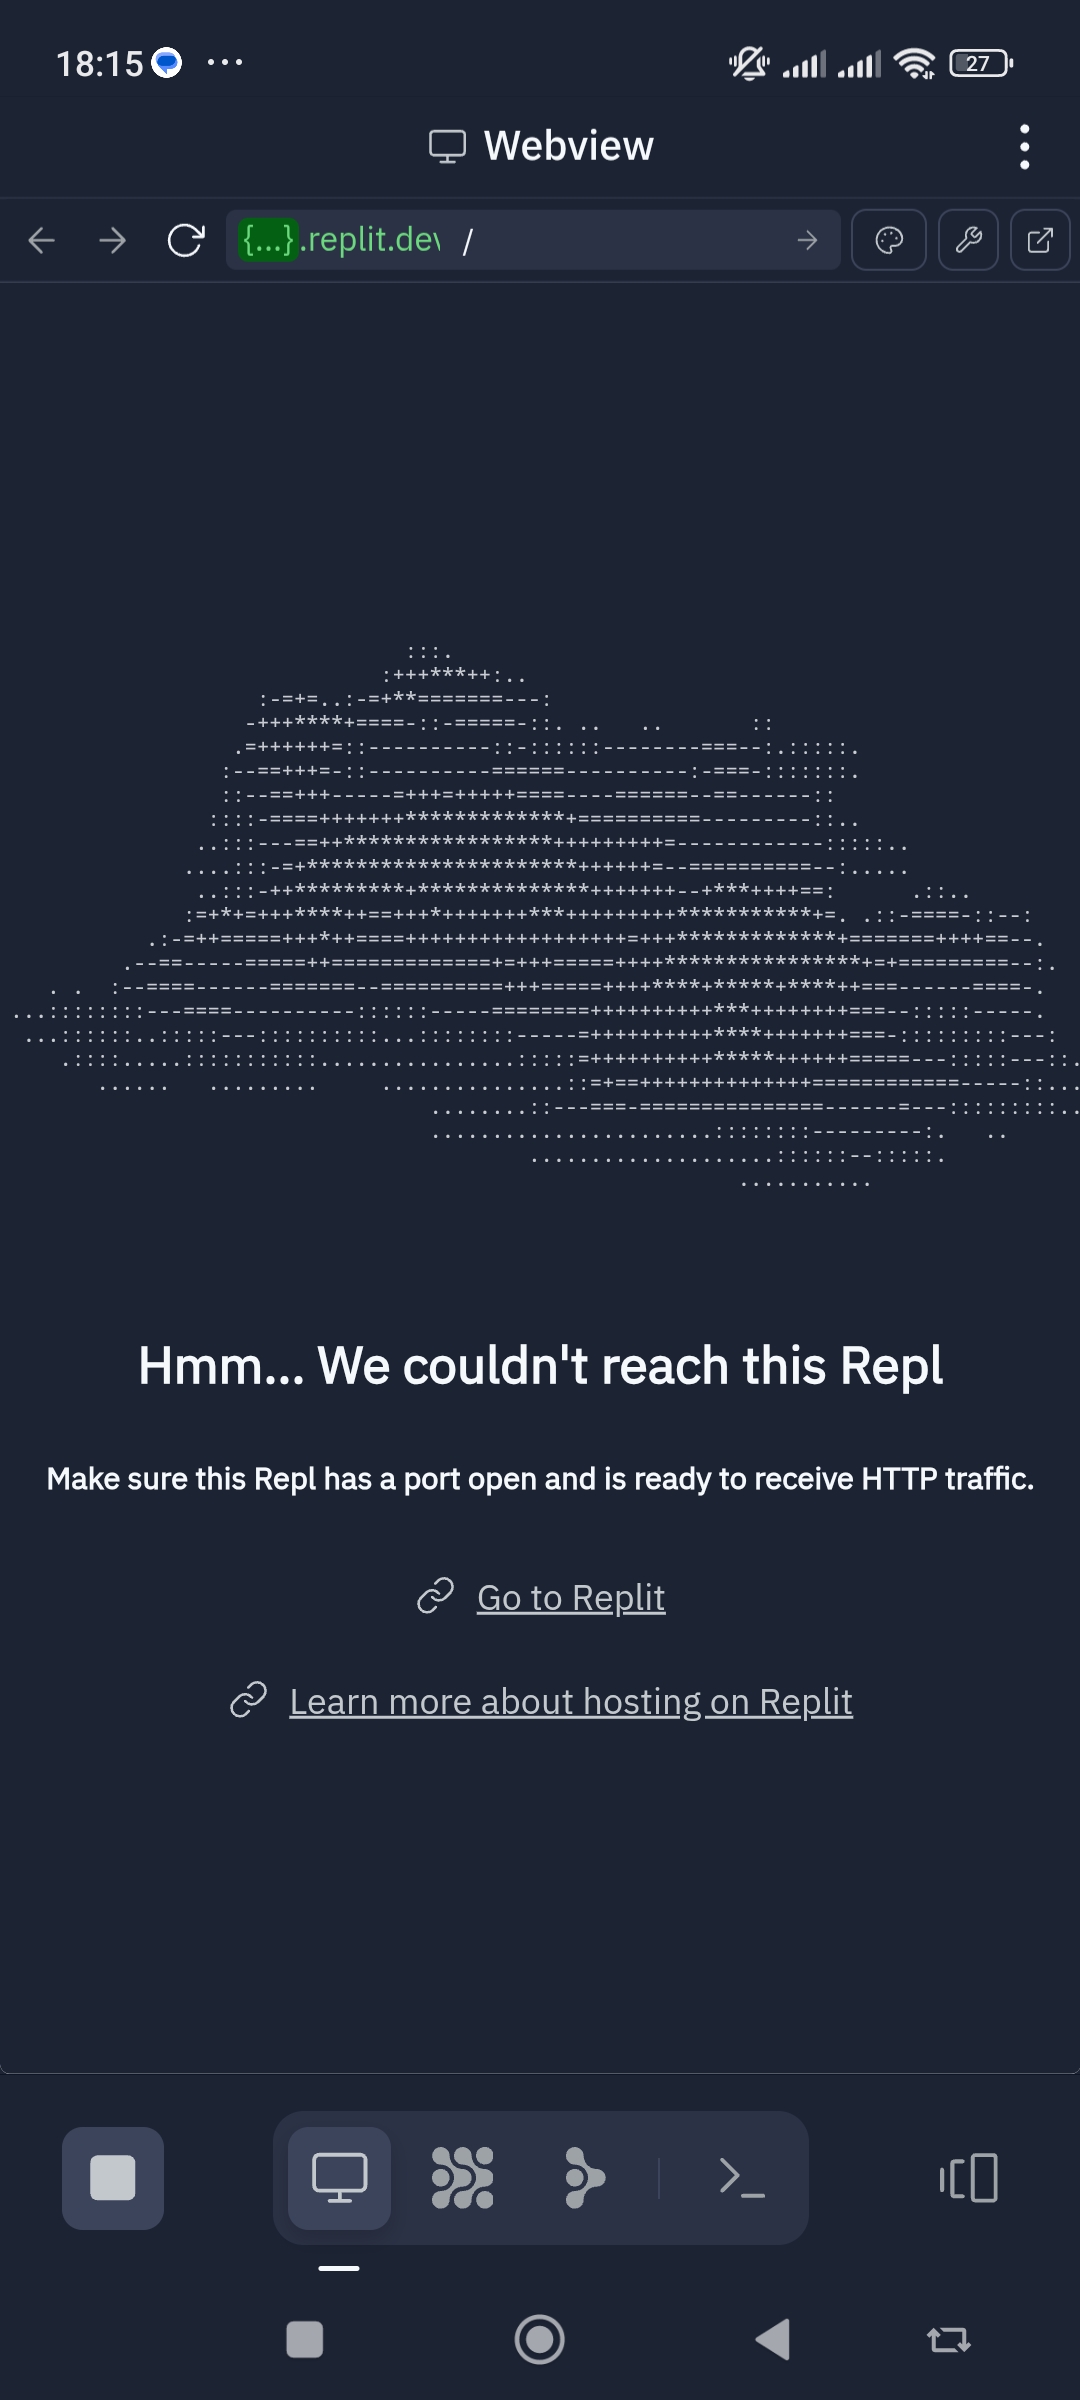 18:15
27
Webview
{...}.replit.dev /
Hmm... We couldn't reach this Repl
Make sure this Repl has a port open and is ready to receive HTTP traffic.
Go to Replit
Learn more about hosting on Replit